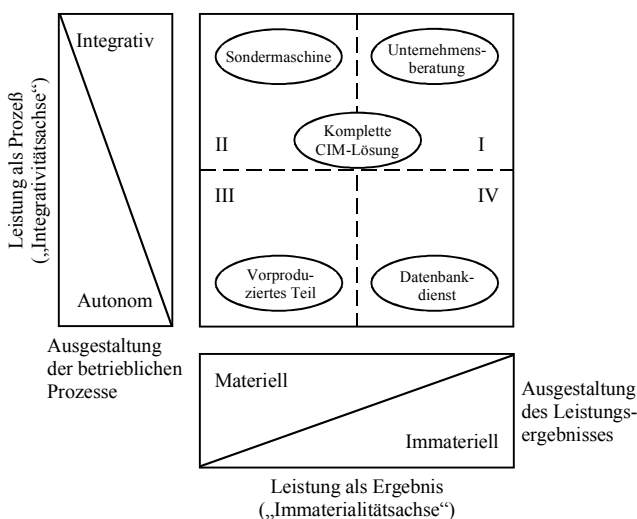 Leistung als Prozeß
(„Integrativitätsachse“)
Integrativ
Autonom
Ausgestaltung
der betrieblichen
Prozesse
Sondermaschine
Unternehmens-
beratung
Komplette
CIM-Lösung
II
I
III
IV
Vorprodu-
ziertes Teil
Datenbank-
dienst
Materiell
Immateriell
Ausgestaltung
des Leistungs-
ergebnisses
Leistung als Ergebnis
(„Immaterialitätsachse“)